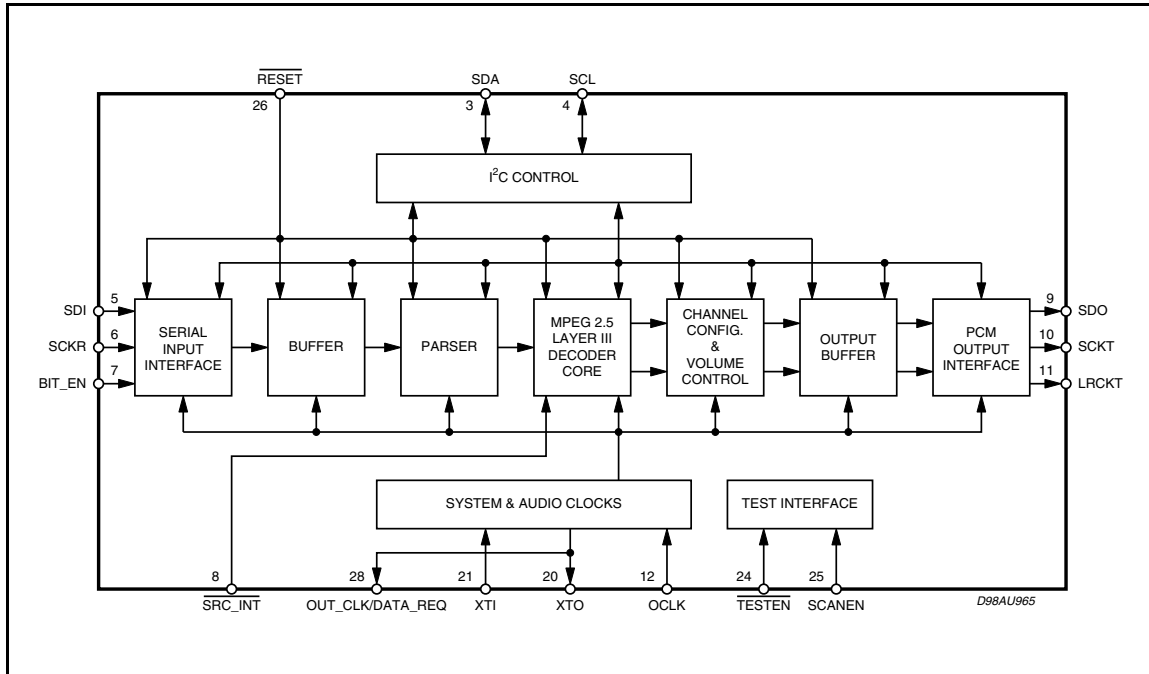 RESET
SDA
SCL
26
3
4
I²C CONTROL
SDI
5
SCKR
6
BIT_EN
7
SERIAL
INPUT
INTERFACE
BUFFER
PARSER
MPEG 2.5
LAYER III
DECODER
CORE
CHANNEL
CONFIG.
&
VOLUME
CONTROL
OUTPUT
BUFFER
PCM
OUTPUT
INTERFACE
9
SDO
10
SCKT
11
LRCKT
SYSTEM & AUDIO CLOCKS
TEST INTERFACE
8
28
21
20
12
24
25
SRC_INT
OUT_CLK/DATA_REQ
XTI
XTO
OCLK
TESTEN
SCANEN
D98AU965